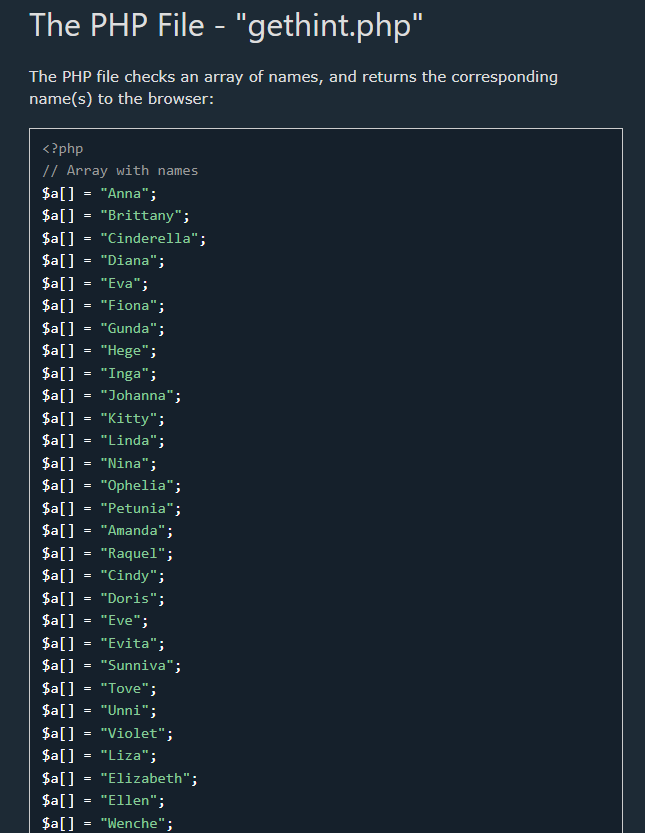 The PHP File - "gethint.php"
The PHP file checks an array of names, and returns the corresponding
name(s) to the browser:
<?php
// Array with names
$a[] = "Anna";
$a[] = "Brittany";
$a[] = "Cinderella";
$a[] = "Diana";
$a[] = "Eva";
$a[] = "Fiona";
$a[] = "Gunda";
$a[] = "Hege";
$a[] = "Inga";
$a[] = "Johanna";
$a[] = "Kitty";
$a[] = "Linda";
$a[] = "Nina";
$a[] = "Ophelia";
$a[] = "Petunia";
$a[] = "Amanda";
$a[] = "Raquel";
$a[] = "Cindy";
$a[] = "Doris";
$a[] = "Eve";
$a[] = "Evita";
$a[] = "Sunniva";
$a[] = "Tove";
$a[] = "Unni";
$a[] = "Violet";
$a[] = "Liza";
$a[] = "Elizabeth";
$a[] = "Ellen";
$a[] = "Wenche";